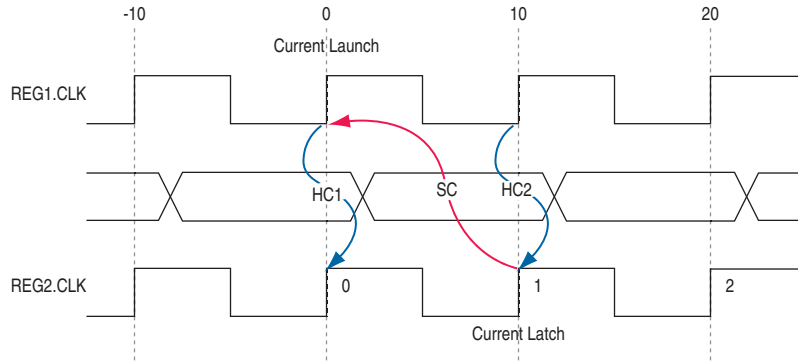 -10 0 10 20
Current Launch
REG1.CLK
HC1 SC HC2
REG2.CLK 0 1 2
Current Latch